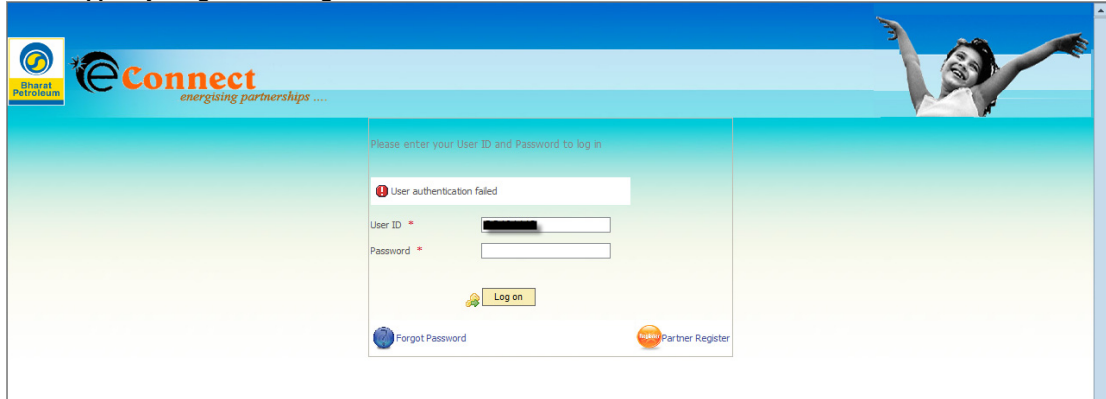 Bharat
Petroleum
eConnect
energising partnerships ....
Please enter your User ID and Password to log in
User authentication failed
User ID *
Password *
Log on
Forgot Password
Partner Register